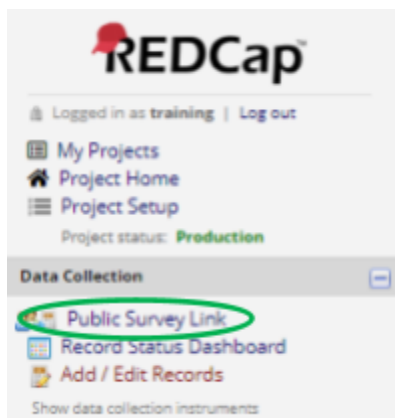 REDCap™
Logged in as training | Log out
My Projects
Project Home
Project Setup
Project status: Production
Data Collection
Public Survey Link
Record Status Dashboard
Add / Edit Records
Show data collection instruments